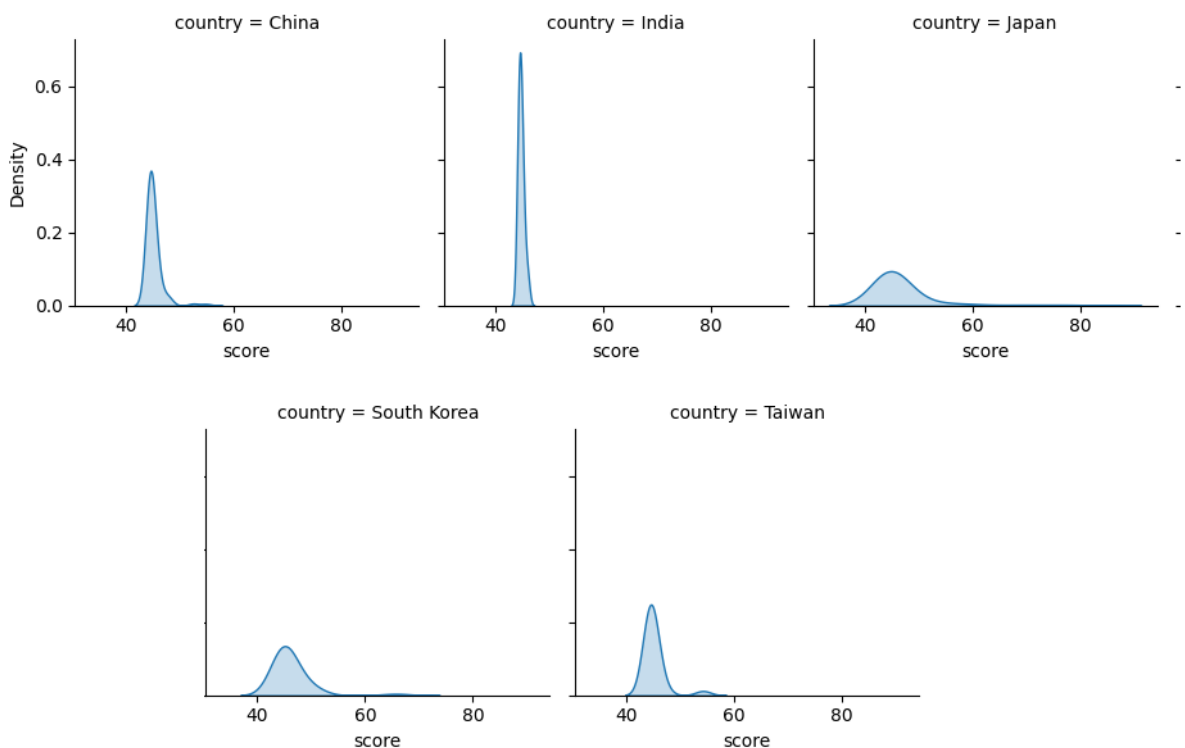 country = China
country = India
country = Japan
Density
0.6
0.4
0.2
0.0
40 60 80
40 60 80
40 60 80
score
score
score
country = South Korea
country = Taiwan
40 60 80
40 60 80
score
score